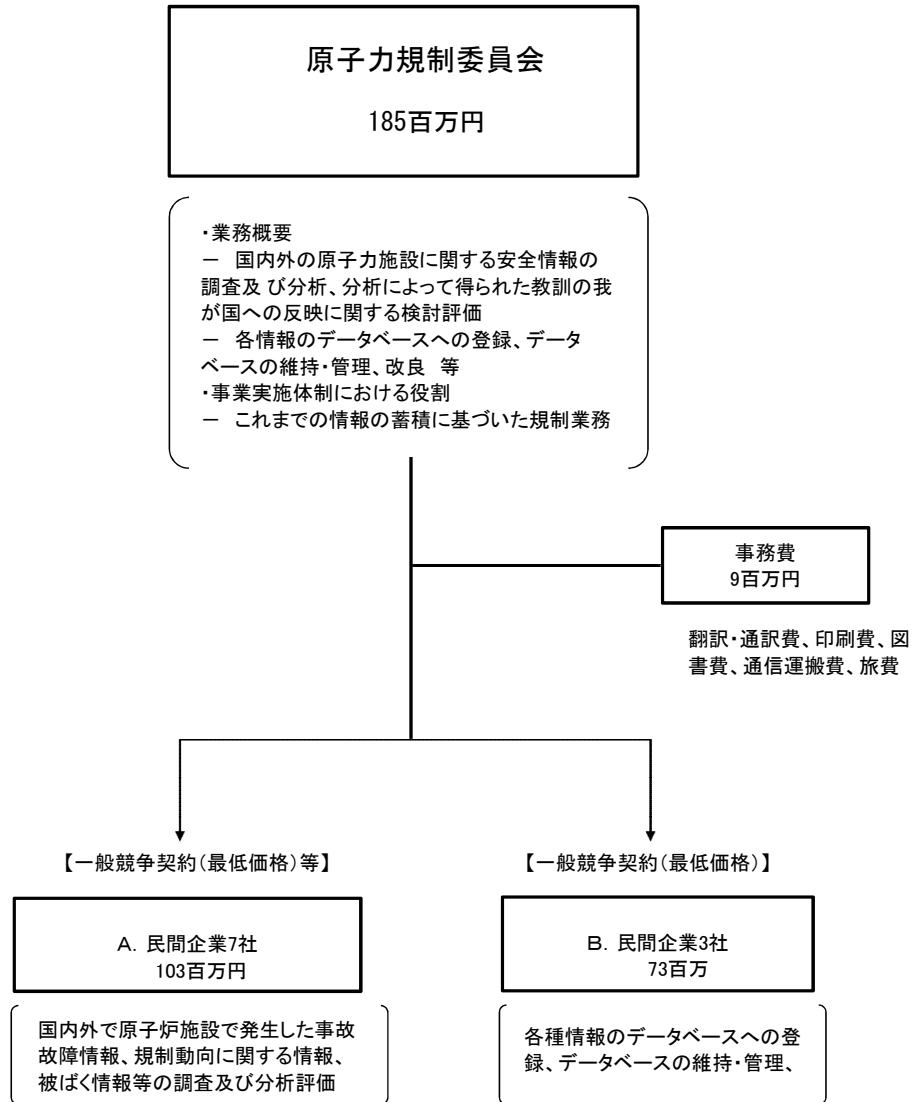 原子力規制委員会
185百万円
・業務概要
－　国内外の原子力施設に関する安全情報の
調査及 び分析、分析によって得られた教訓の我
が国への反映に関する検討評価
－　各情報のデータベースへの登録、データ
ベースの維持・管理、改良　等
・事業実施体制における役割
－　これまでの情報の蓄積に基づいた規制業務
事務費
9百万円
翻訳・通訳費、印刷費、図
書費、通信運搬費、旅費
【一般競争契約（最低価格）等】
【一般競争契約（最低価格）】
Ａ．民間企業7社
103百万円
Ｂ．民間企業3社
73百万
国内外で原子炉施設で発生した事故
故障情報、規制動向に関する情報、
被ばく情報等の調査及び分析評価
各種情報のデータベースへの登
録、データベースの維持・管理、